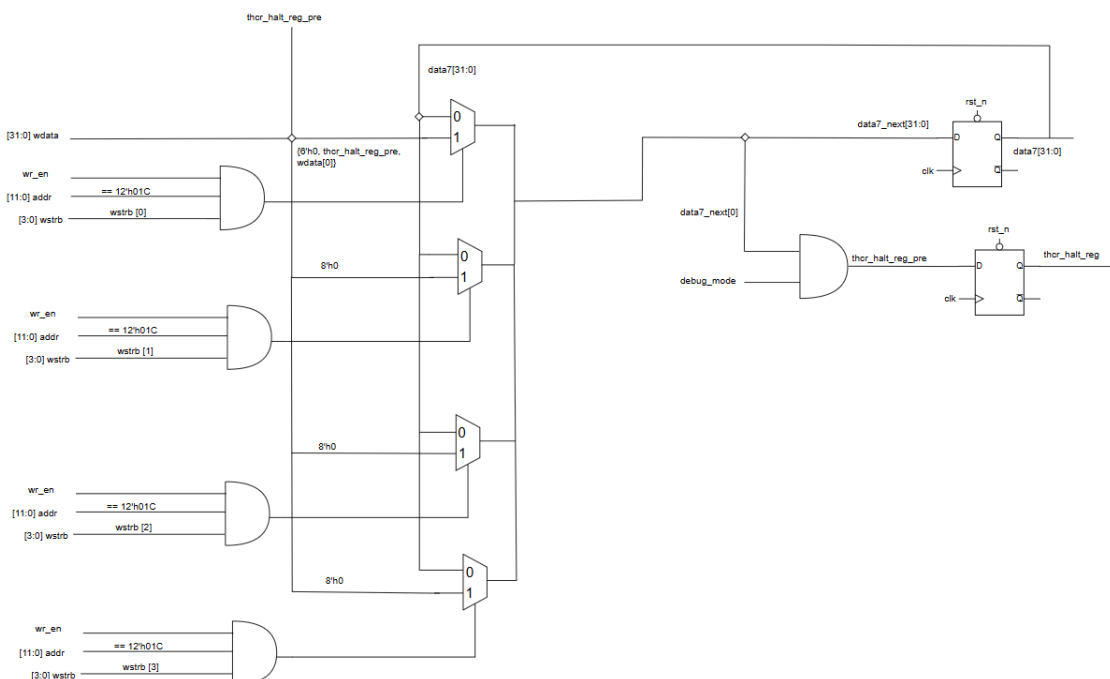 thcr_halt_reg_pre
data7[31:0]
[31:0] wdata
{6'h0, thcr_halt_reg_pre,
wdata[0]}
0
1
wr_en
[11:0] addr
== 12'h01C
[3:0] wstrb
wstrb [0]
rst_n
data7_next[31:0]
D
Q
clk
Q
data7[31:0]
data7_next[0]
debug_mode
thcr_halt_reg_pre
rst_n
D
Q
thcr_halt_reg
clk
Q
8'h0
0
1
wr_en
[11:0] addr
== 12'h01C
[3:0] wstrb
wstrb [1]
8'h0
0
1
wr_en
[11:0] addr
== 12'h01C
[3:0] wstrb
wstrb [2]
8'h0
0
1
wr_en
[11:0] addr
== 12'h01C
[3:0] wstrb
wstrb [3]